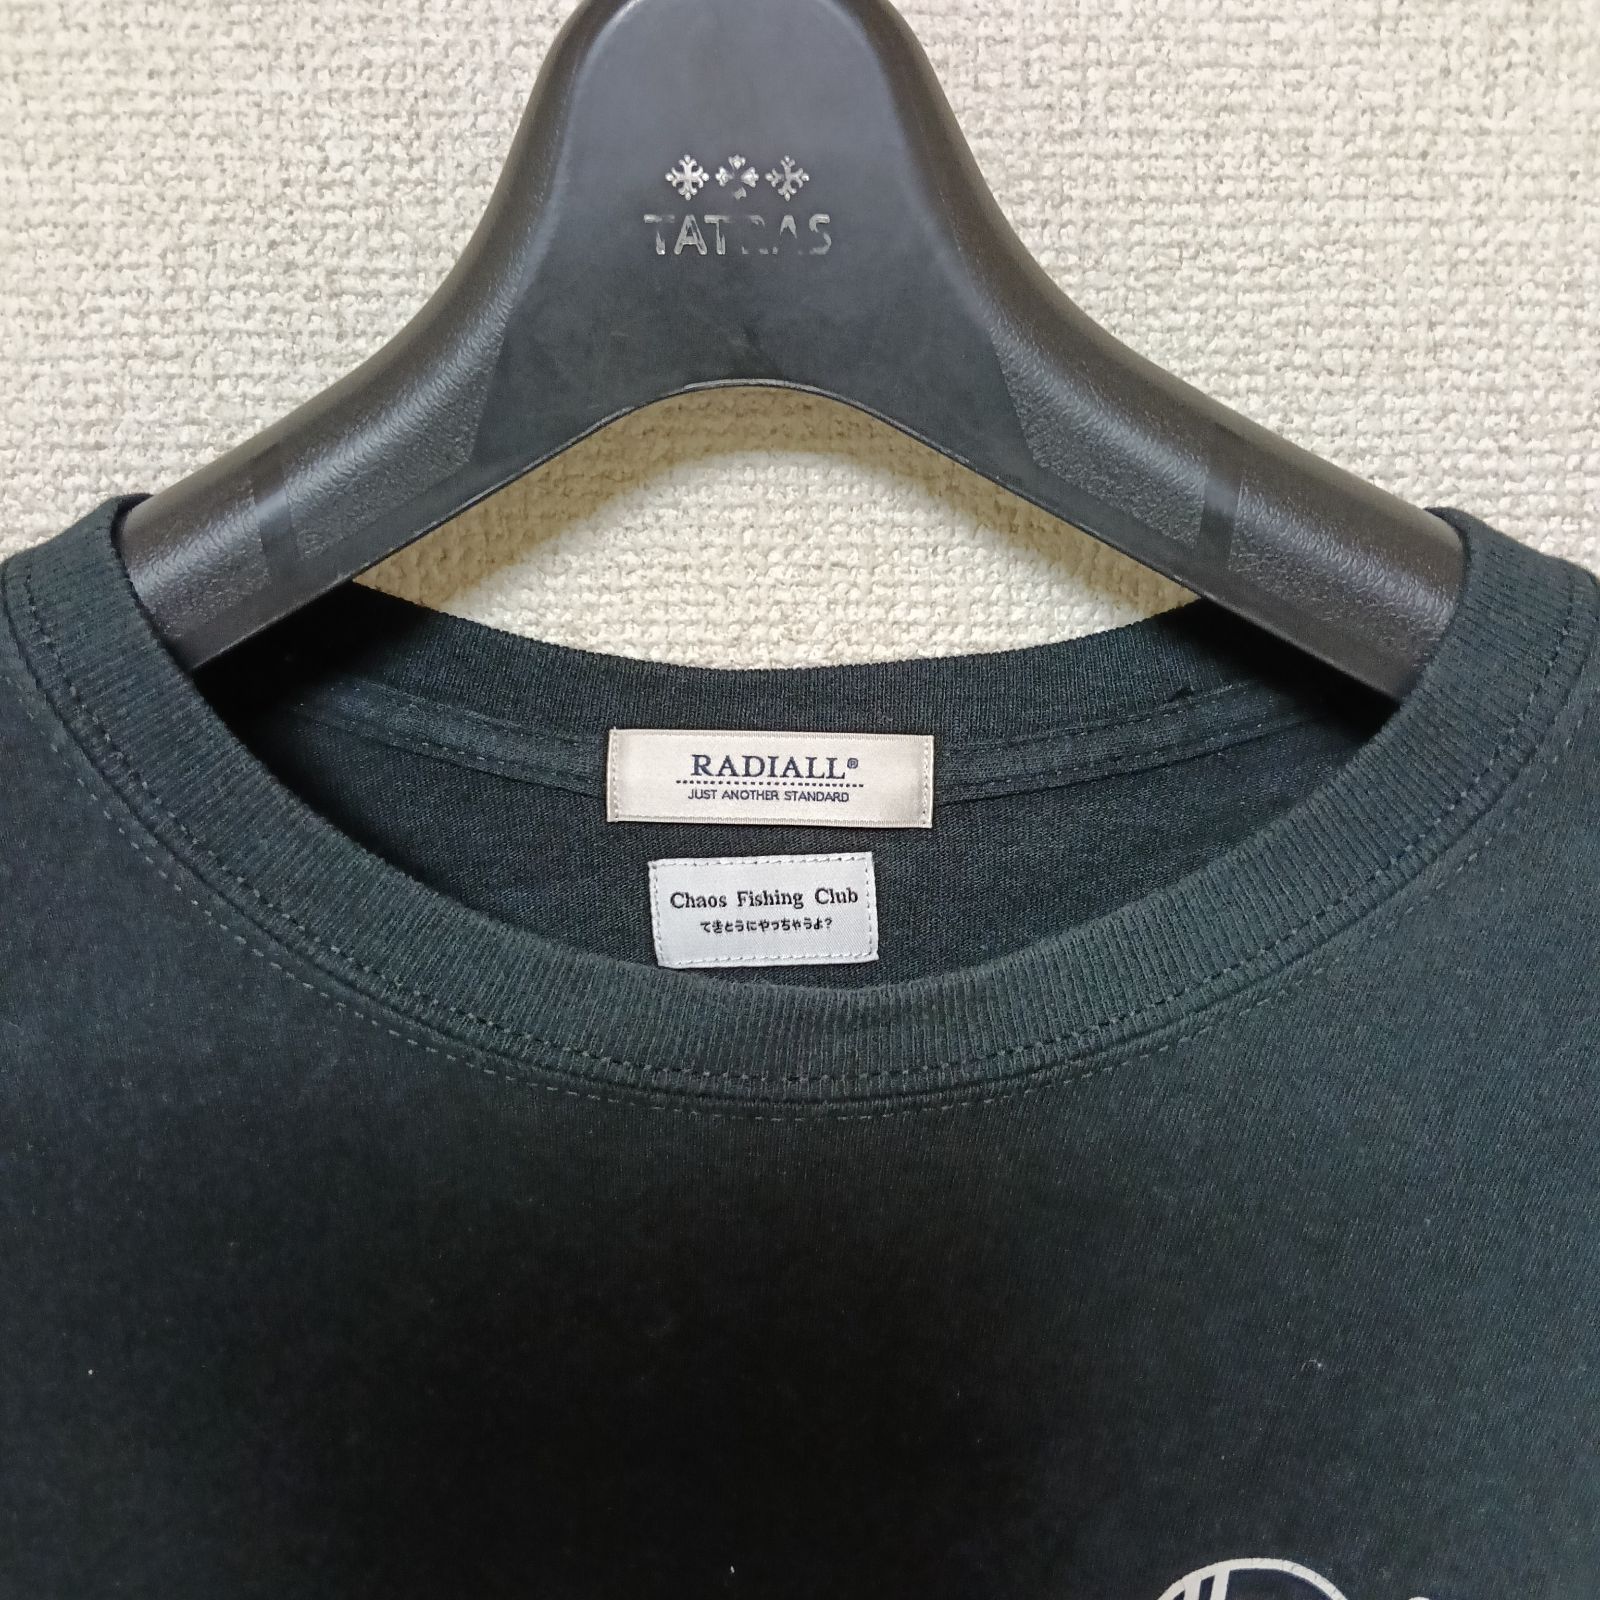 TATRAS
RADIALL®
JUST ANOTHER STANDARD
Chaos Fishing Club
てきとうにやっちゃうよ?